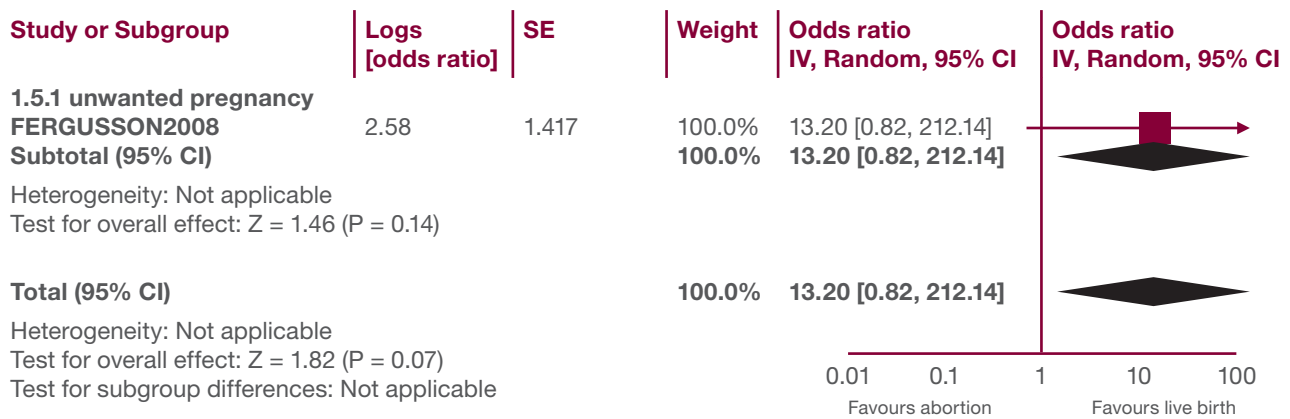 Study or Subgroup Logs SE Weight Odds ratio Odds ratio
[odds ratio] IV, Random, 95% CI IV, Random, 95% CI
1.5.1 unwanted pregnancy
FERGUSSON2008 2.58 1.417 100.0% 13.20 [0.82, 212.14]
Subtotal (95% CI) 100.0% 13.20 [0.82, 212.14]
Heterogeneity: Not applicable
Test for overall effect: Z = 1.46 (P = 0.14)
Total (95% CI) 100.0% 13.20 [0.82, 212.14]
Heterogeneity: Not applicable
Test for overall effect: Z = 1.82 (P = 0.07)
Test for subgroup differences: Not applicable
0.01 0.1 1 10 100
Favours abortion Favours live birth